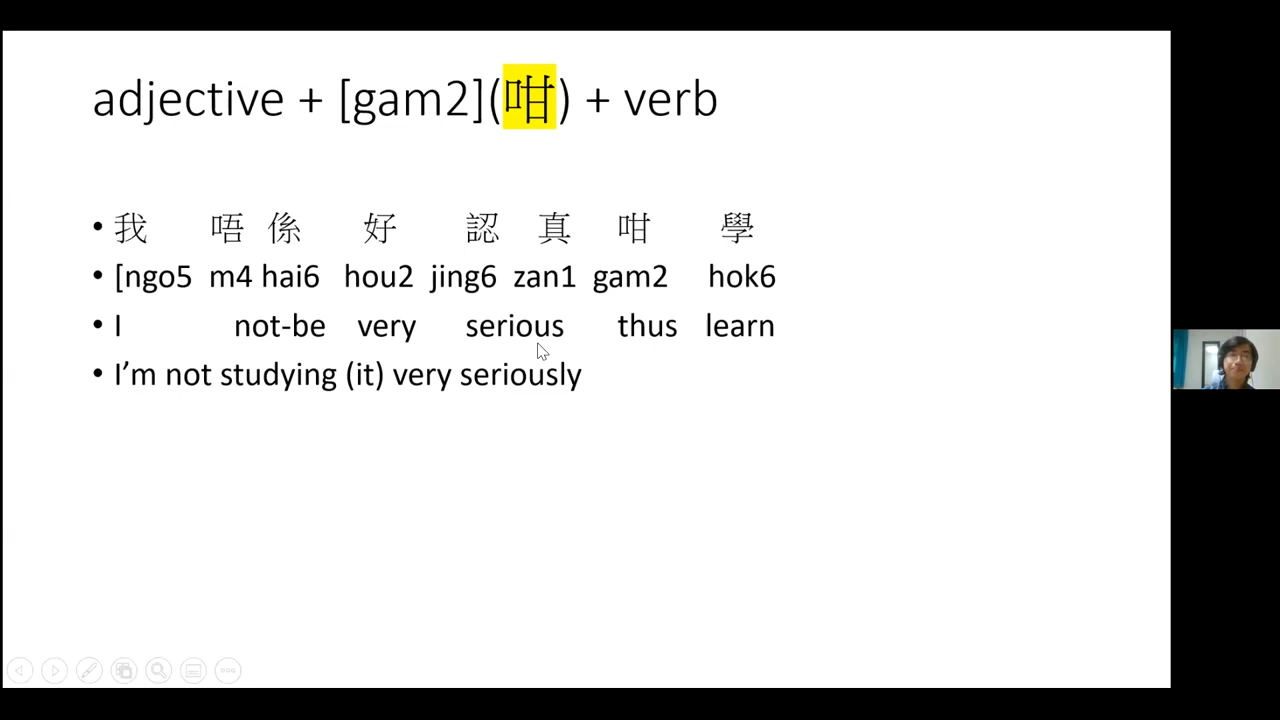 adjective + [gam2](咁) + verb
• 我 唔 係 好 認 真 咁 學
• [ngo5 m4 hai6 hou2 jing6 zan1 gam2 hok6
• I not-be very serious thus learn
• I'm not studying (it) very seriously